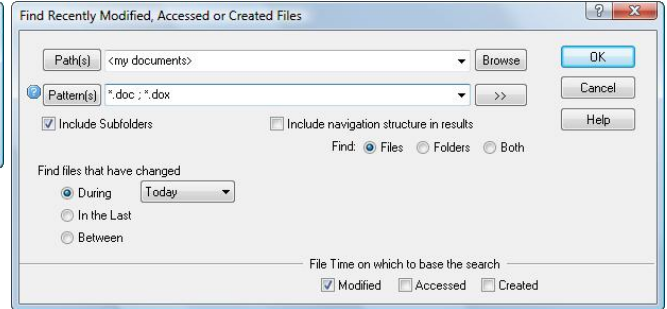 Find Recently Modified, Accessed or Created Files
Path(s) <my documents> Browse OK
Pattern(s) *.doc ; *.dox >> Cancel
Include Subfolders Include navigation structure in results Help
Find: Files Folders Both
Find files that have changed
During Today
In the Last
Between
File Time on which to base the search
Modified Accessed Created